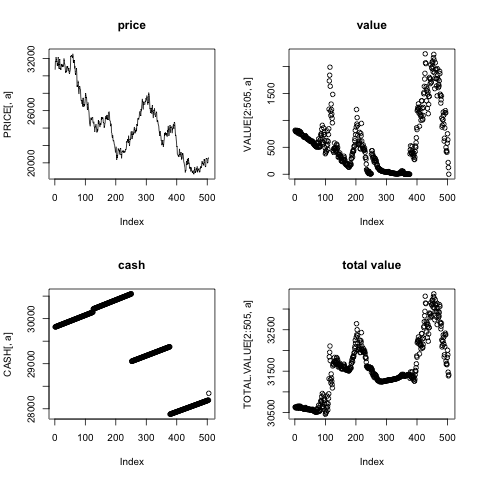 price
PRICE[, a]
20000 26000 32000
0 100 200 300 400 500
Index
value
VALUE[2:505, a]
0 500 1500
0 100 200 300 400 500
Index
cash
CASH[, a]
28000 29000 30000
0 100 200 300 400 500
Index
total value
TOTAL.VALUE[2:505, a]
30500 31500 32500
0 100 200 300 400 500
Index